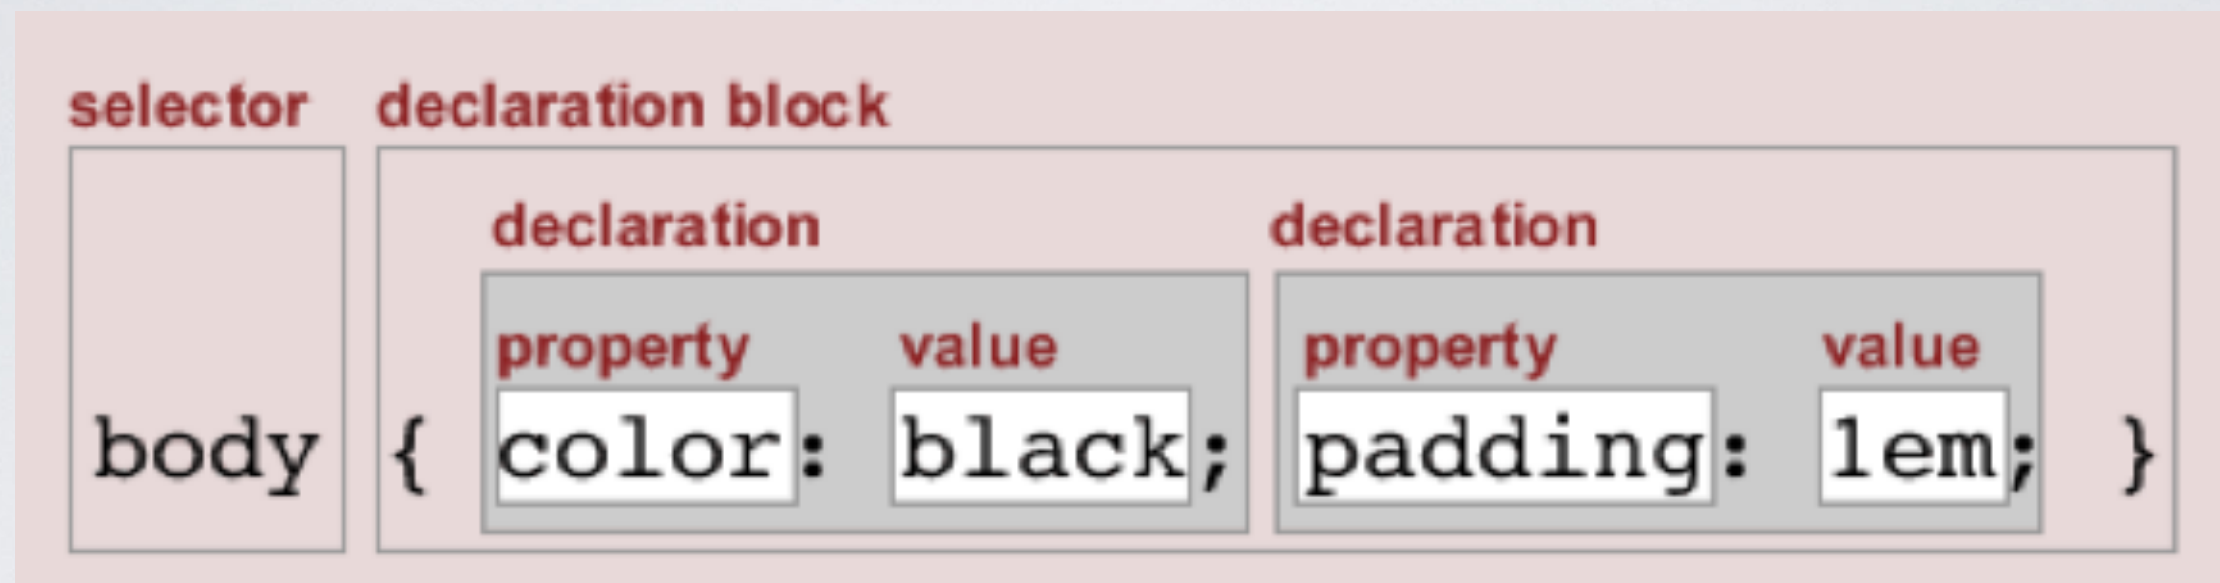 selector declaration block
declaration declaration
property value property value
body { color: black; padding: 1em; }